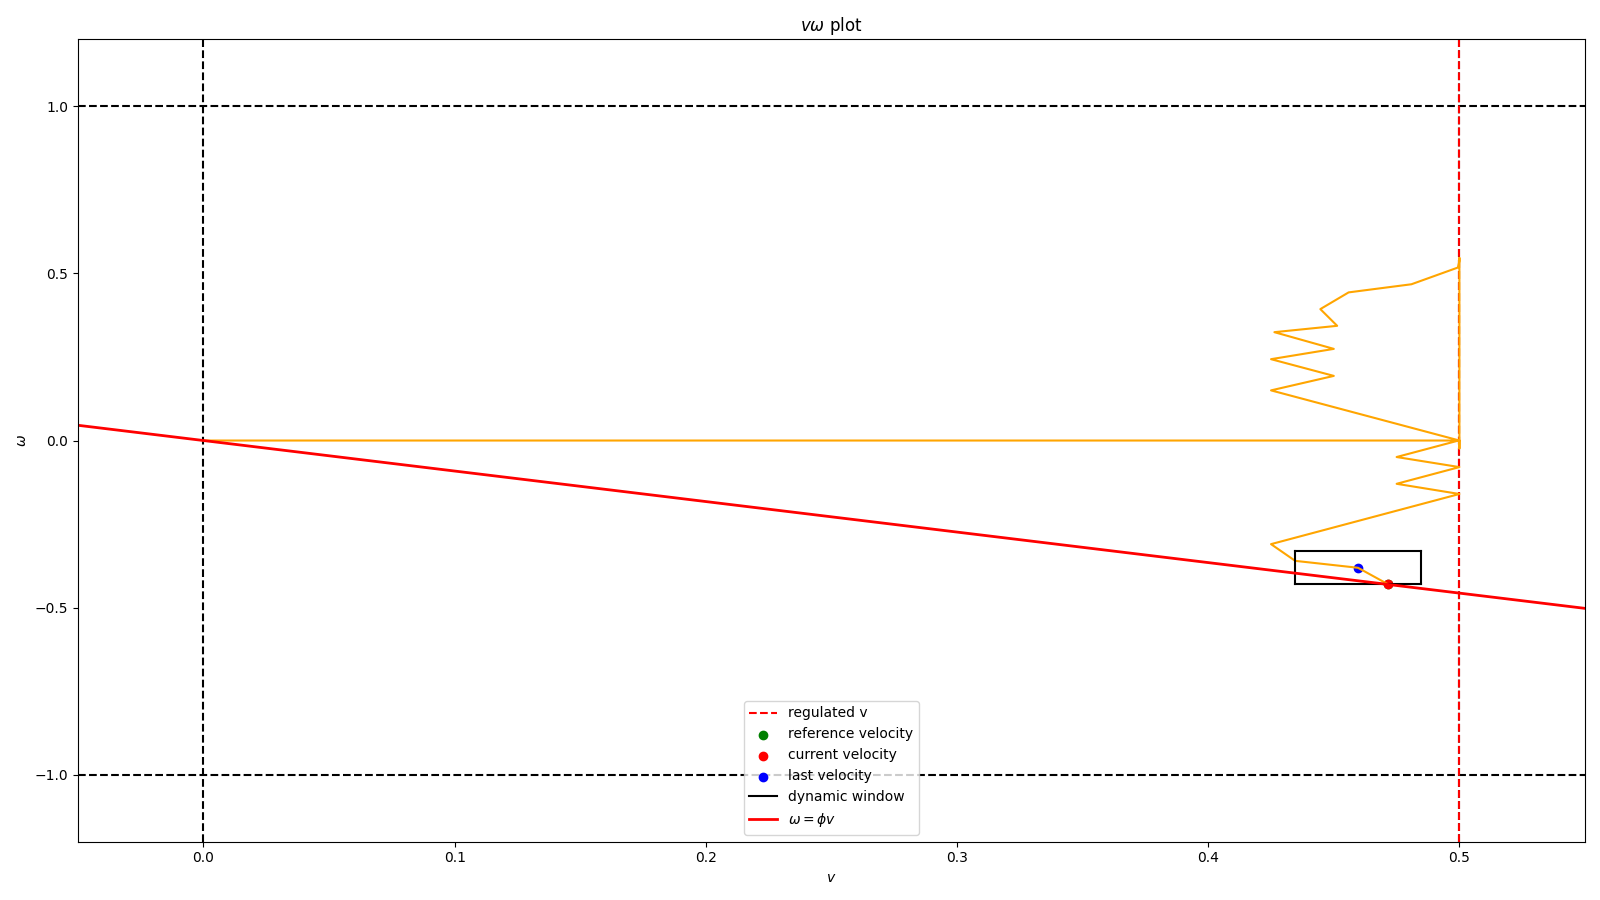 vω plot
1.0
0.5
0.0
−0.5
−1.0
ω
0.0 0.1 0.2 0.3 0.4 0.5
v
regulated v
reference velocity
current velocity
last velocity
dynamic window
ω = ϕv